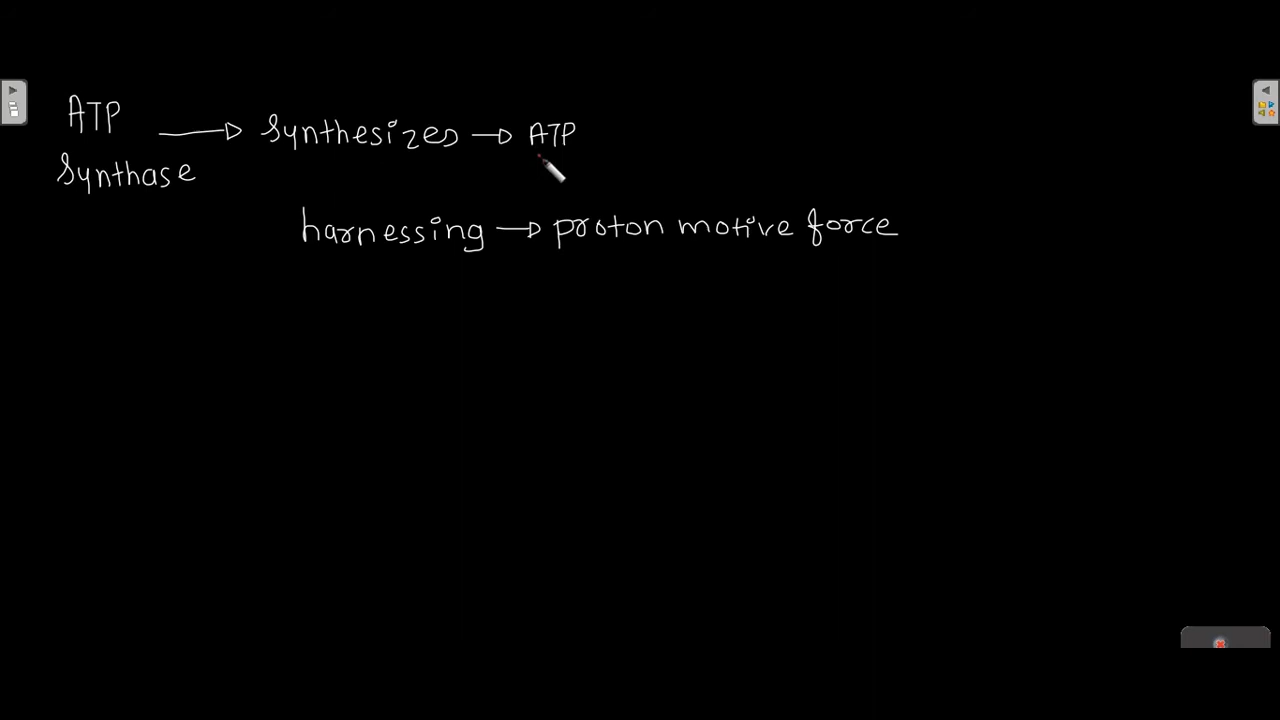 ATP
Synthase → synthesizes → ATP
harnessing → proton motive force